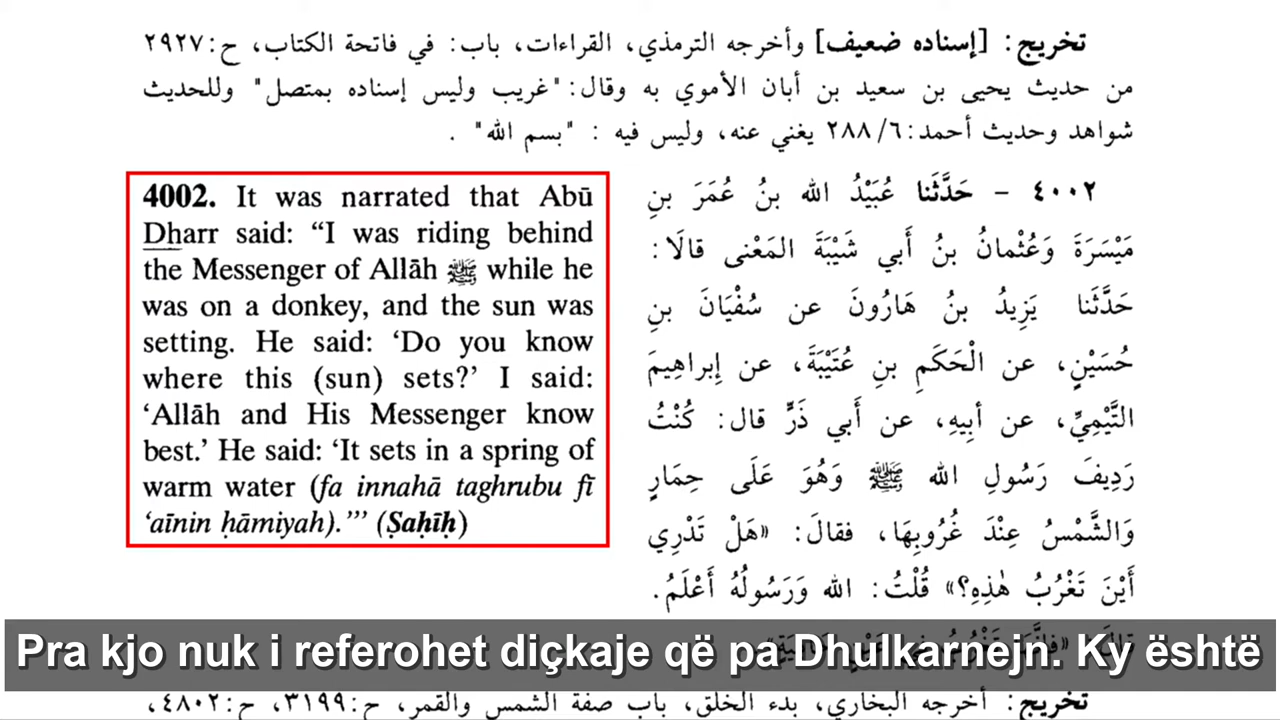 تخريج: [إسناده ضعيف] وأخرجه الترمذي، القراءات، باب: في فاتحة الكتاب، ح:٢٩٢٧
من حديث يحيى بن سعيد بن أبان الأموي به وقال: "غريب وليس إسناده بمتصل" وللحديث
شواهد وحديث أحمد: ٢٨٨/٦ يغني عنه، وليس فيه : "بسم الله" .
4002. It was narrated that Abū
Dharr said: “I was riding behind
the Messenger of Allāh ﷺ while he
was on a donkey, and the sun was
setting. He said: ‘Do you know
where this (sun) sets?’ I said:
‘Allāh and His Messenger know
best.’ He said: ‘It sets in a spring of
warm water (fa innahā taghrubu fī
‘aīnin ḥāmiyah).’” (Ṣaḥīḥ)
٤٠٠٢ - حَدَّثَنا عُبَيْدُ الله بنُ عُمَرَ بنِ
مَيْسَرَةَ وَعُثْمانُ بنُ أَبي شَيْبَةَ المَعْنى قالَا:
حَدَّثَنا يَزِيدُ بنُ هَارُونَ عن سُفْيَانَ بنِ
حُسَيْنٍ، عن الْحَكَمِ بنِ عُتَيْبَةَ، عن إبراهِيمَ
التَّيْمِيِّ، عن أبِيهِ، عن أَبي ذَرٍّ قال: كُنْتُ
رَدِيفَ رَسُولِ الله ﷺ وَهُوَ عَلَى حِمَارٍ
وَالشَّمْسُ عِنْدَ غُرُوبِهَا، فقالَ: «هَلْ تَدْرِي
أَيْنَ تَغْرُبُ هٰذِهِ؟» قُلْتُ: الله وَرَسُولُهُ أَعْلَمُ.
Pra kjo nuk i referohet diçkaje që pa Dhulkarnejn. Ky është
تخريج: أخرجه البخاري، بدء الخلق، باب صفة الشمس والقمر، ح:٣١٩٩، ح:٤٨٠٢،